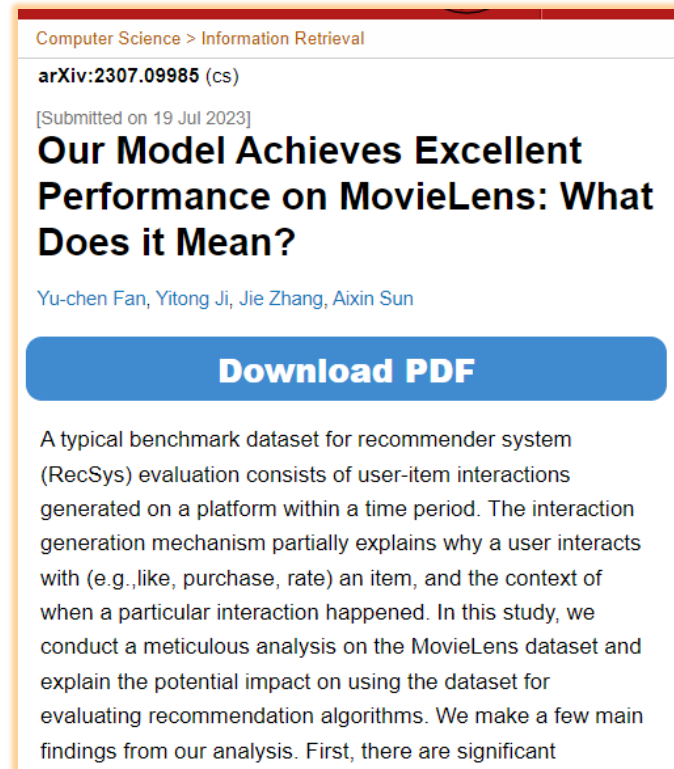 Computer Science > Information Retrieval
arXiv:2307.09985 (cs)
[Submitted on 19 Jul 2023]
Our Model Achieves Excellent
Performance on MovieLens: What
Does it Mean?
Yu-chen Fan, Yitong Ji, Jie Zhang, Aixin Sun
Download PDF
A typical benchmark dataset for recommender system
(RecSys) evaluation consists of user-item interactions
generated on a platform within a time period. The interaction
generation mechanism partially explains why a user interacts
with (e.g.,like, purchase, rate) an item, and the context of
when a particular interaction happened. In this study, we
conduct a meticulous analysis on the MovieLens dataset and
explain the potential impact on using the dataset for
evaluating recommendation algorithms. We make a few main
findings from our analysis. First, there are significant